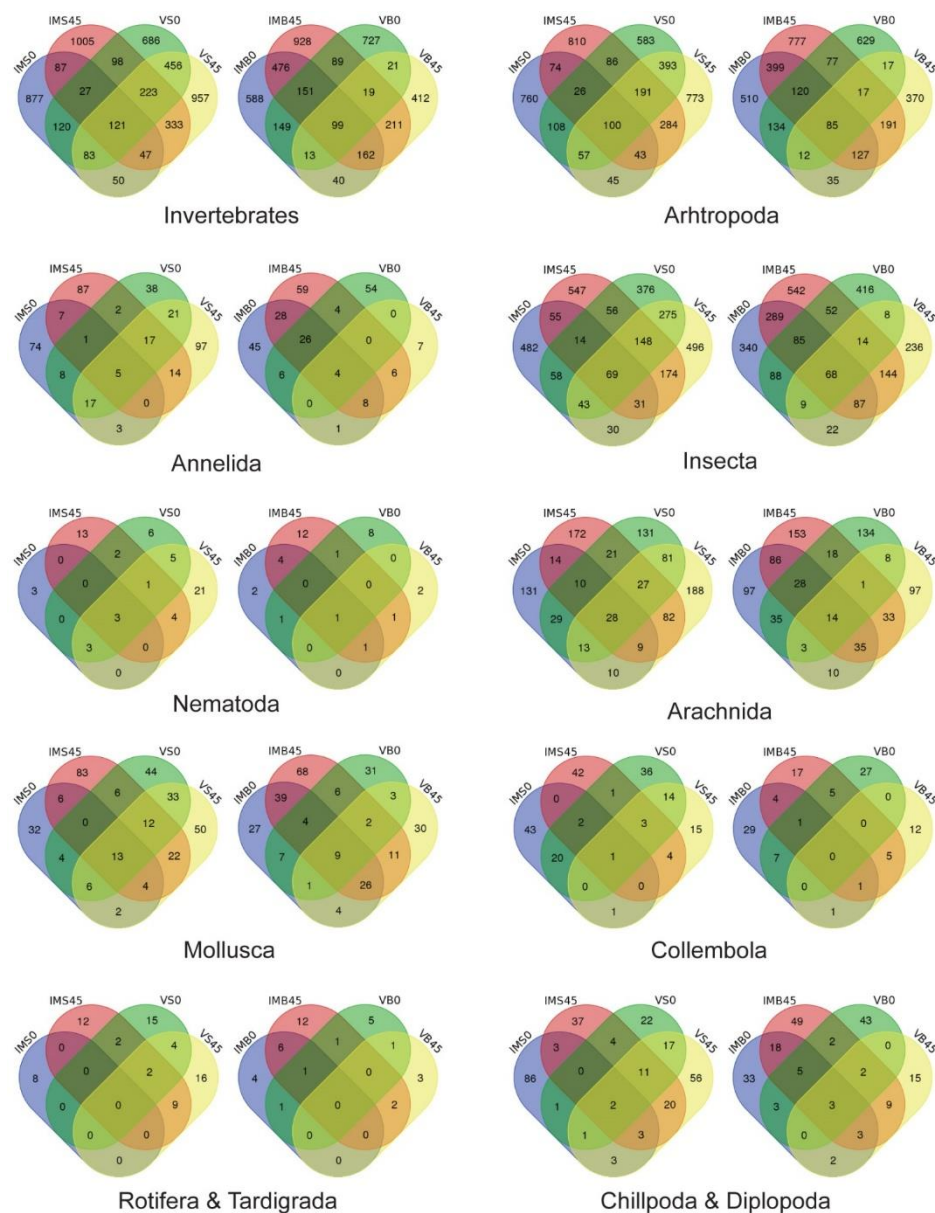 IMS45 VS0 IMB45 VB0 IMS45 VS0 IMB45 VB0
IMS0 1005 686 VS45 IMB0 928 727 VB45 IMS0 810 583 VS45 IMB0 777 629 VB45
87 98 456 476 89 21 74 86 393 399 77 17
877 27 223 957 588 151 19 412 760 26 191 773 510 120 17 370
120 121 333 149 99 211 108 100 284 134 85 191
83 47 13 162 57 43 12 127
50 40 45 35
Invertebrates Arhtropoda
IMS45 VS0 IMB45 VB0 IMS45 VS0 IMB45 VB0
IMS0 87 38 VS45 IMB0 59 54 VB45 IMS0 547 376 VS45 IMB0 542 416 VB45
7 2 21 28 4 0 55 56 275 289 52 8
74 1 17 97 45 26 0 7 482 14 148 496 340 85 14 236
8 5 14 6 4 6 58 69 174 88 68 144
17 0 0 8 43 31 9 87
3 1 30 22
Annelida Insecta
IMS45 VS0 IMB45 VB0 IMS45 VS0 IMB45 VB0
IMS0 13 6 VS45 IMB0 12 8 VB45 IMS0 172 131 VS45 IMB0 153 134 VB45
0 2 5 4 1 0 14 21 81 86 18 8
3 0 1 21 2 0 0 2 131 10 27 188 97 28 1 97
0 3 4 1 1 1 29 28 82 35 14 33
3 0 0 1 13 9 3 35
0 0 10 10
Nematoda Arachnida
IMS45 VS0 IMB45 VB0 IMS45 VS0 IMB45 VB0
IMS0 83 44 VS45 IMB0 68 31 VB45 IMS0 42 36 VS45 IMB0 17 27 VB45
6 6 33 39 6 3 0 1 14 4 5 0
32 0 12 50 27 4 2 30 43 2 3 15 29 1 0 12
4 13 22 7 9 11 20 1 4 7 0 5
6 4 1 26 0 0 0 1
2 4 1 1
Mollusca Collembola
IMS45 VS0 IMB45 VB0 IMS45 VS0 IMB45 VB0
IMS0 12 15 VS45 IMB0 12 5 VB45 IMS0 37 22 VS45 IMB0 49 43 VB45
0 2 4 6 1 1 3 4 17 18 2 0
8 0 2 16 4 1 0 3 86 0 11 56 33 5 2 15
0 0 9 1 0 2 1 2 20 3 3 9
0 0 0 0 1 3 0 3
0 0 3 2
Rotifera & Tardigrada Chillpoda & Diplopoda